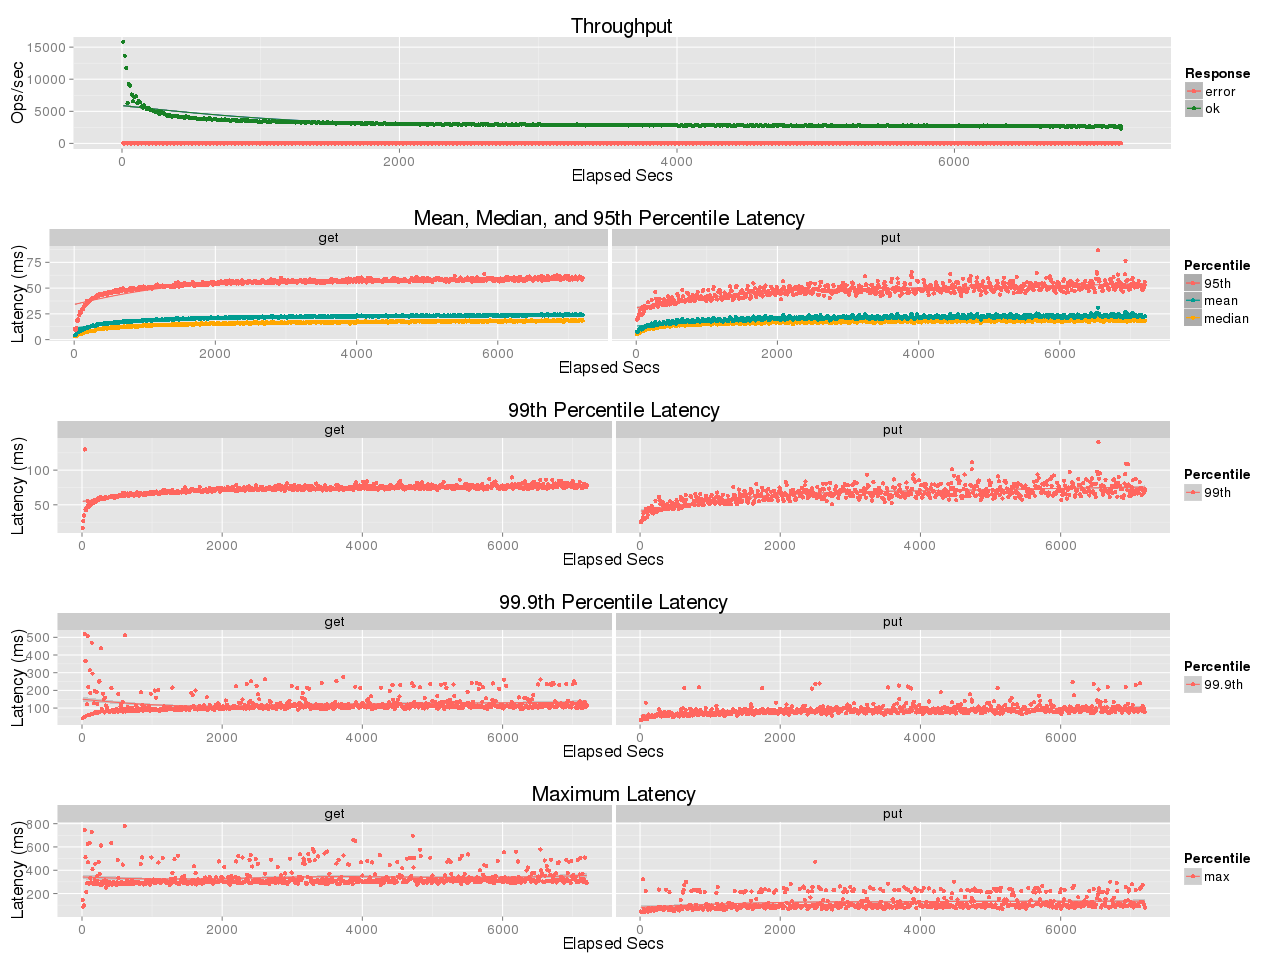 Throughput
15000
10000
5000
0
Ops/sec
0 2000 4000 6000
Elapsed Secs
Response
error
ok
Mean, Median, and 95th Percentile Latency
get put
75
50
25
0
Latency (ms)
0 2000 4000 6000 0 2000 4000 6000
Elapsed Secs
Percentile
95th
mean
median
99th Percentile Latency
get put
100
50
Latency (ms)
0 2000 4000 6000 0 2000 4000 6000
Elapsed Secs
Percentile
99th
99.9th Percentile Latency
get put
500
400
300
200
100
Latency (ms)
0 2000 4000 6000 0 2000 4000 6000
Elapsed Secs
Percentile
99.9th
Maximum Latency
get put
800
600
400
200
Latency (ms)
0 2000 4000 6000 0 2000 4000 6000
Elapsed Secs
Percentile
max